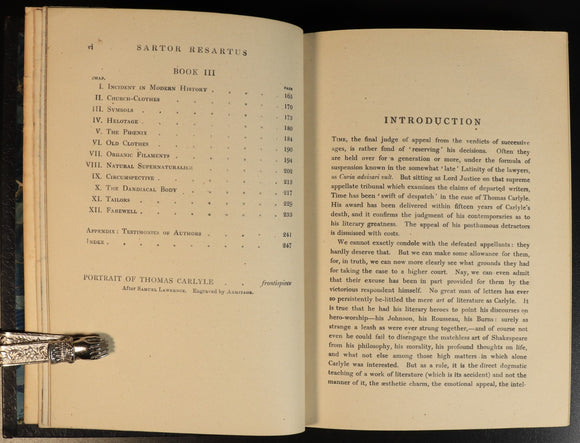 vi SARTOR RESARTUS
BOOK III
CHAP. PAGE
I. Incident in Modern History . . . . 165
II. Church-Clothes . . . . . . 170
III. Symbols . . . . . . . 173
IV. Helotage . . . . . . . 180
V. The Phœnix . . . . . . 184
VI. Old Clothes . . . . . . 190
VII. Organic Filaments . . . . . 194
VIII. Natural Supernaturalism . . . . 201
IX. Circumspective . . . . . . 213
X. The Dandiacal Body . . . . . 217
XI. Tailors . . . . . . . 228
XII. Farewell . . . . . . . 233
Appendix: Testimonies of Authors . . . . 241
Index . . . . . . . . 247
PORTRAIT OF THOMAS CARLYLE . . frontispiece
After Samuel Lawrence. Engraved by Armitage.
INTRODUCTION
Time, the final judge of appeal from the verdicts of successive
ages, is rather fond of 'reserving' his decisions. Often they
are held over for a generation or more, under the formula of
suspension known in the somewhat 'late' Latinity of the lawyers,
as Curia advisari vult. But sitting as Lord Justice on that supreme
appellate tribunal which examines the claims of departed writers,
Time has been 'swift of despatch' in the case of Thomas Carlyle.
His award has been delivered within fifteen years of Carlyle's
death, and it confirms the judgment of his contemporaries as to
his literary greatness. The appeal of his posthumous detractors
is dismissed with costs.
We cannot exactly condole with the defeated appellants: they
hardly deserve that. But we can make some allowance for them,
for, in truth, we can now more clearly see what grounds they had
for taking the case to a higher court. Nay, we can even admit
that their excuse has been in part provided for them by the
victorious respondent himself. No great man of letters has ever
so persistently be-littled the mere art of literature as Carlyle. It
is true that he had his literary heroes to point his discourses on
hero-worship—his Johnson, his Rousseau, his Burns: surely as
strange a leash as were ever strung together,—and of course not
even he could fail to disengage the matchless art of Shakespeare
from his philosophy, his morality, his profound thoughts on life,
and what not else among those high matters in which alone
Carlyle was interested. But as a rule, it is the direct dogmatic
teaching of a work of literature (which is its accident) and not the
manner of it, the æsthetic charm, the emotional appeal, the intel-